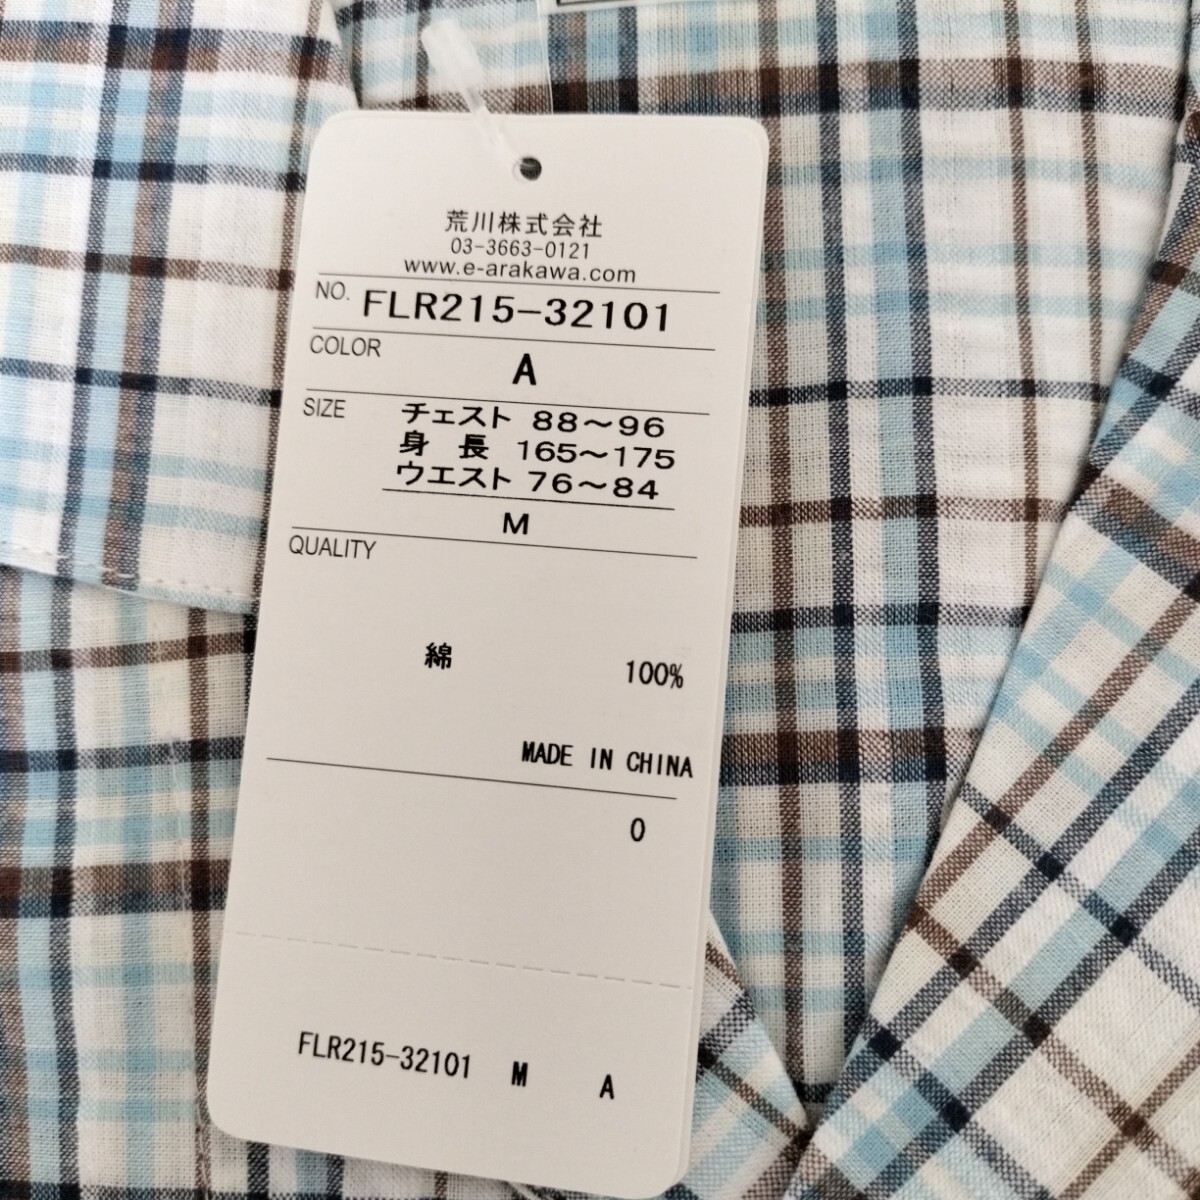 荒川株式会社
03-3663-0121
www.e-arakawa.com
NO. FLR215-32101
COLOR A
SIZE チェスト 88～96
身 長 165～175
ウエスト 76～84
M
QUALITY
綿 100%
MADE IN CHINA
0
FLR215-32101 M A